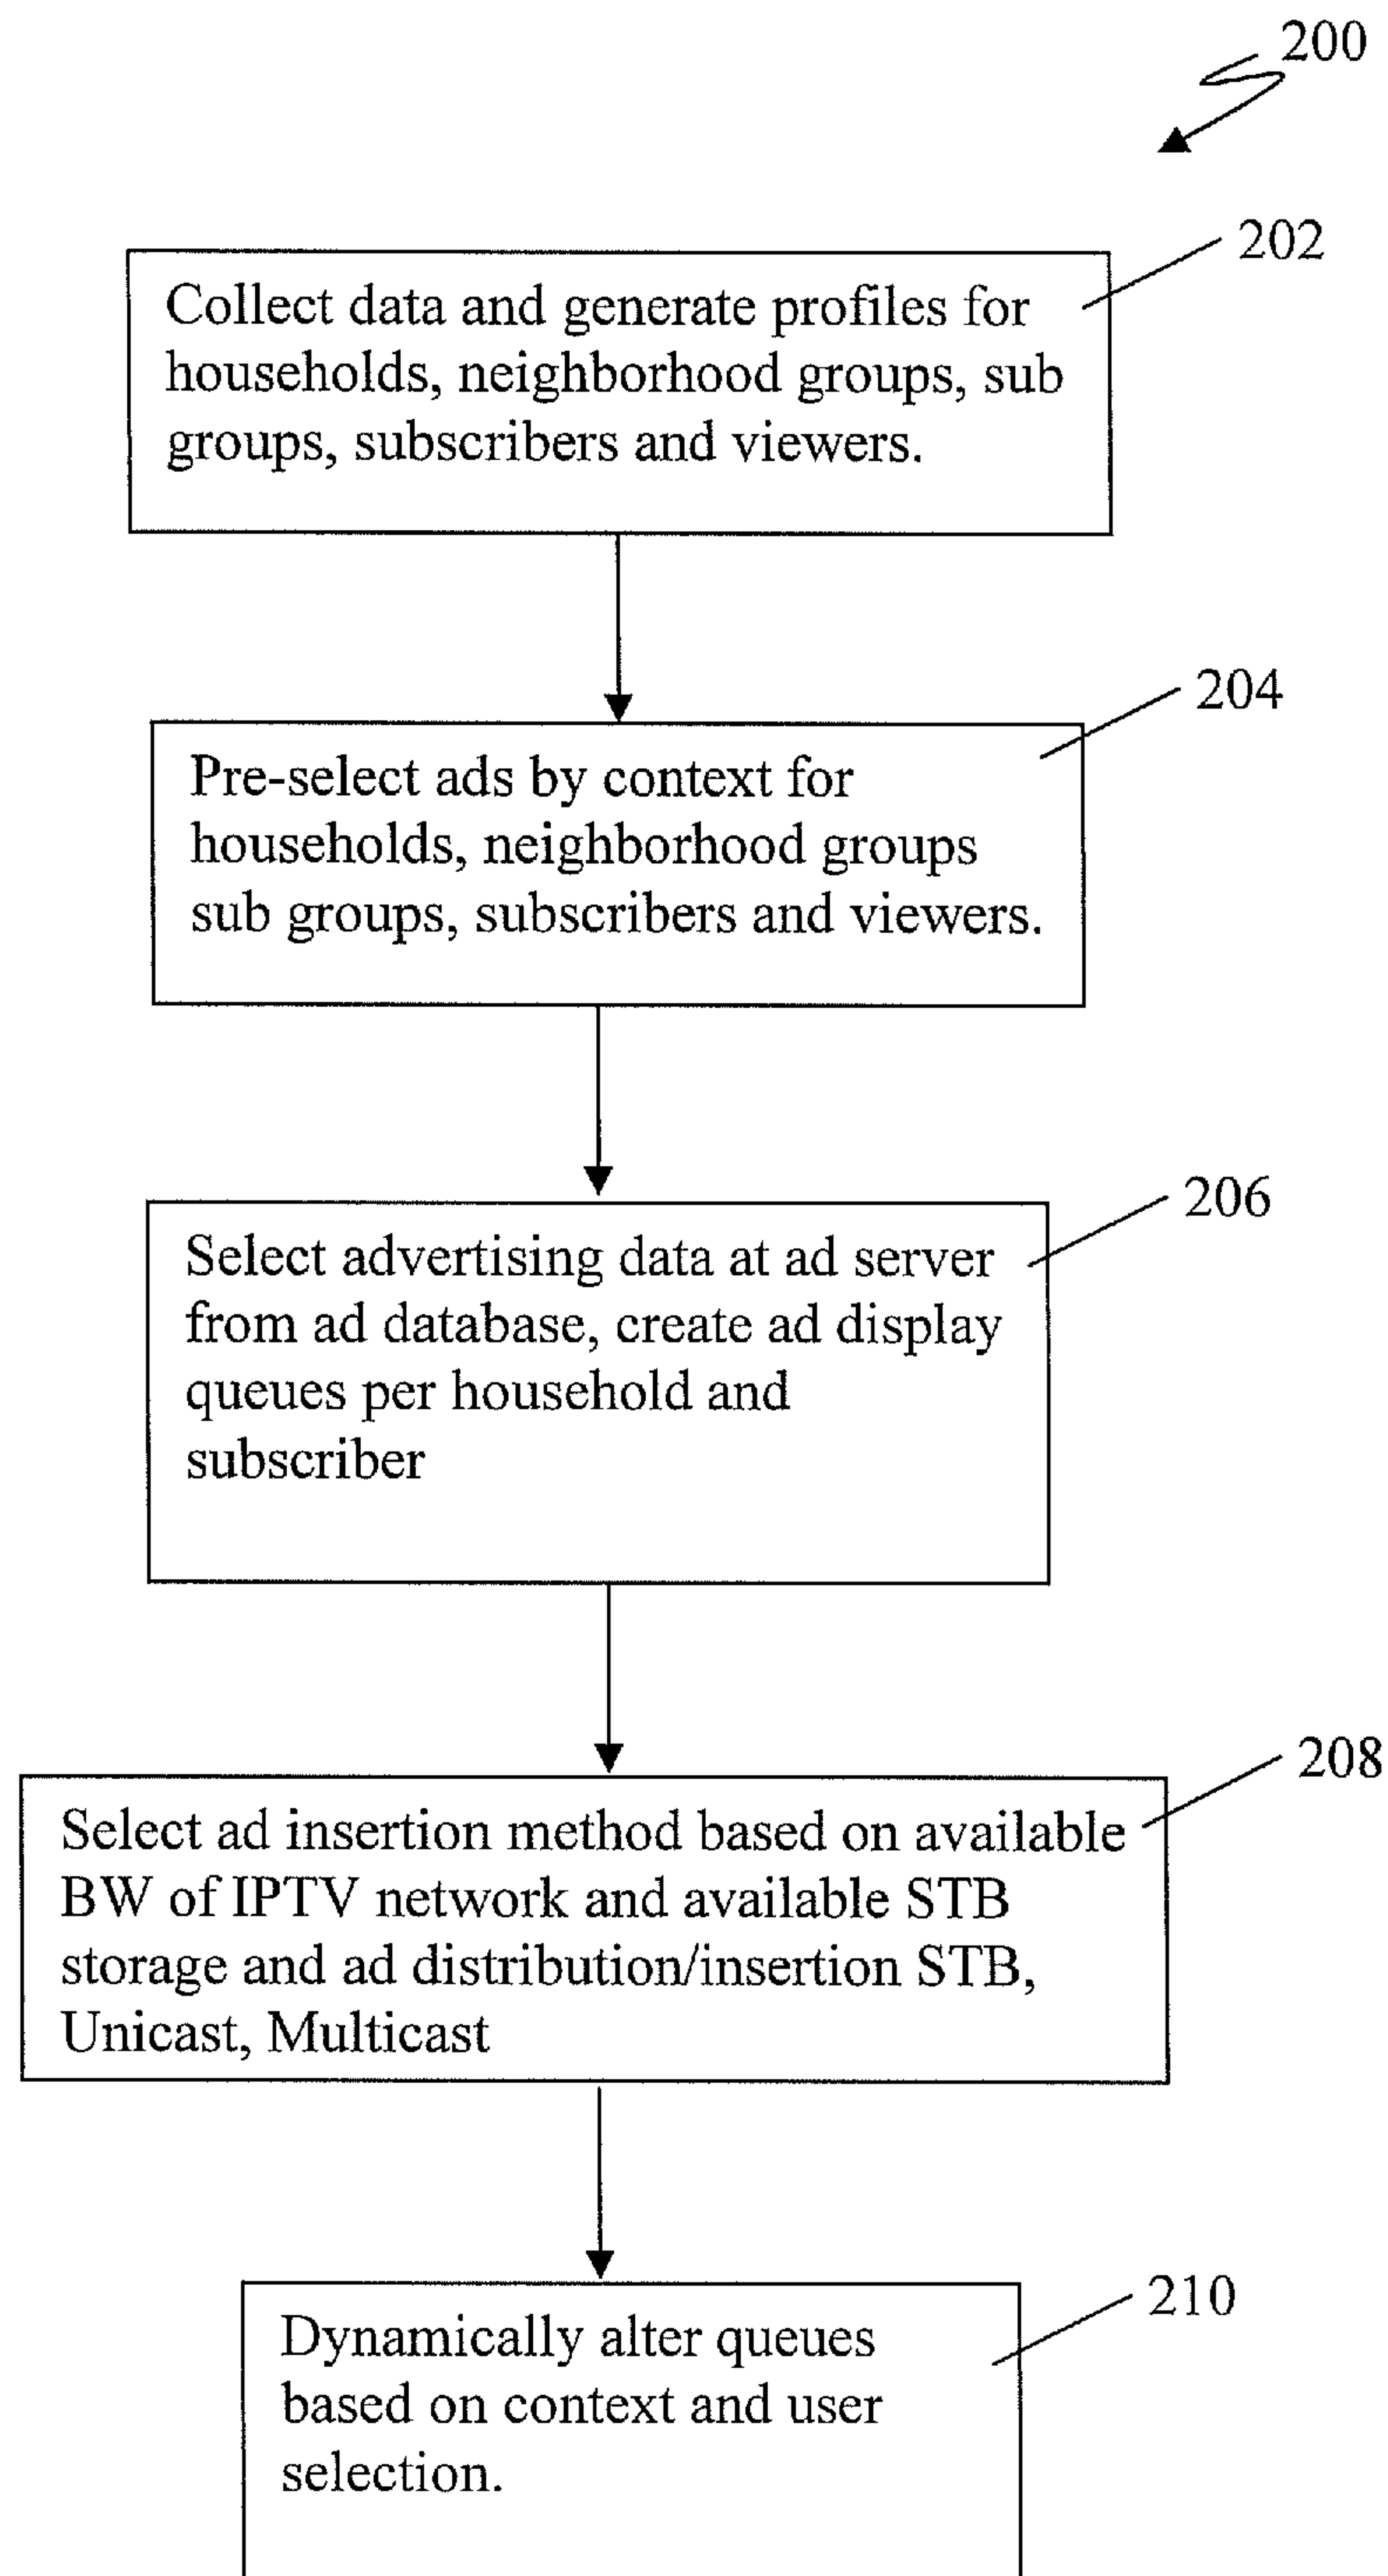 200
202
Collect data and generate profiles for
households, neighborhood groups, sub
groups, subscribers and viewers.
204
Pre-select ads by context for
households, neighborhood groups
sub groups, subscribers and viewers.
206
Select advertising data at ad server
from ad database, create ad display
queues per household and
subscriber
208
Select ad insertion method based on available
BW of IPTV network and available STB
storage and ad distribution/insertion STB,
Unicast, Multicast
210
Dynamically alter queues
based on context and user
selection.